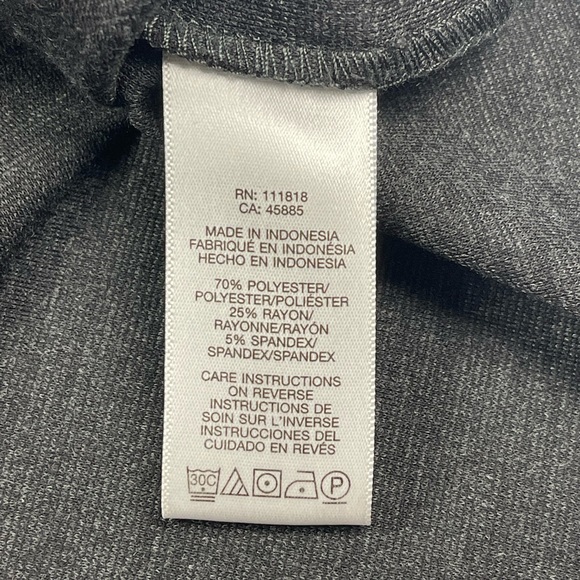 RN: 111818
CA: 45885
MADE IN INDONESIA
FABRIQUÉ EN INDONÉSIA
HECHO EN INDONESIA
70% POLYESTER/
POLYESTER/POLIÉSTER
25% RAYON/
RAYONNE/RAYÓN
5% SPANDEX/
SPANDEX/SPANDEX
CARE INSTRUCTIONS
ON REVERSE
INSTRUCTIONS DE
SOIN SUR L'INVERSE
INSTRUCCIONES DEL
CUIDADO EN REVÉS
30C P